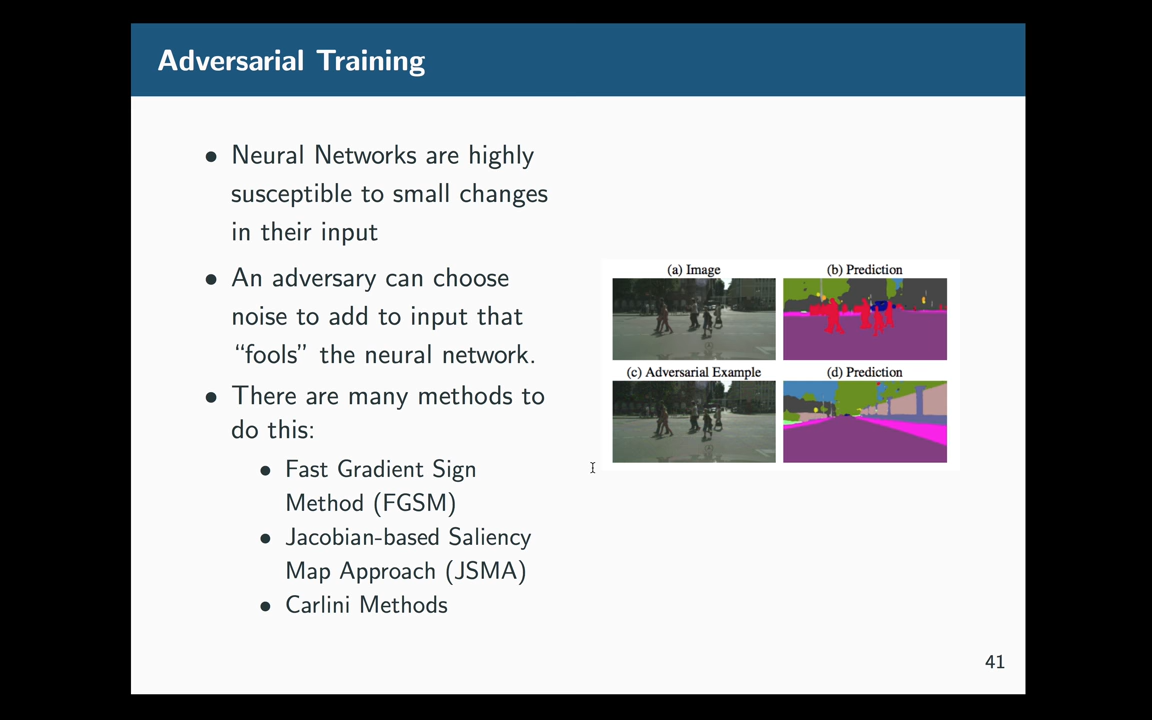 Adversarial Training
• Neural Networks are highly
susceptible to small changes
in their input
• An adversary can choose
noise to add to input that
“fools” the neural network.
• There are many methods to
do this:
• Fast Gradient Sign
Method (FGSM)
• Jacobian-based Saliency
Map Approach (JSMA)
• Carlini Methods
(a) Image
(b) Prediction
(c) Adversarial Example
(d) Prediction
41